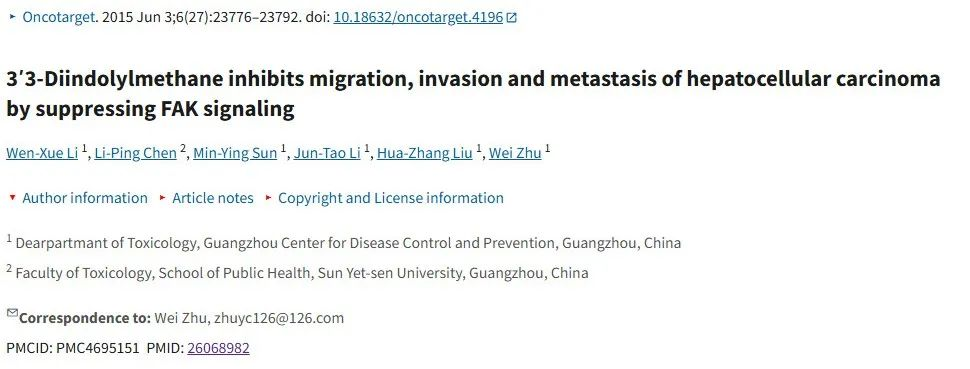 Oncotarget. 2015 Jun 3;6(27):23776–23792. doi: 10.18632/oncotarget.4196
3′3-Diindolylmethane inhibits migration, invasion and metastasis of hepatocellular carcinoma
by suppressing FAK signaling
Wen-Xue Li 1, Li-Ping Chen 2, Min-Ying Sun 1, Jun-Tao Li 1, Hua-Zhang Liu 1, Wei Zhu 1
Author information Article notes Copyright and License information
1 Dearpartmant of Toxicology, Guangzhou Center for Disease Control and Prevention, Guangzhou, China
2 Faculty of Toxicology, School of Public Health, Sun Yet-sen University, Guangzhou, China
Correspondence to: Wei Zhu, zhuyc126@126.com
PMCID: PMC4695151 PMID: 26068982